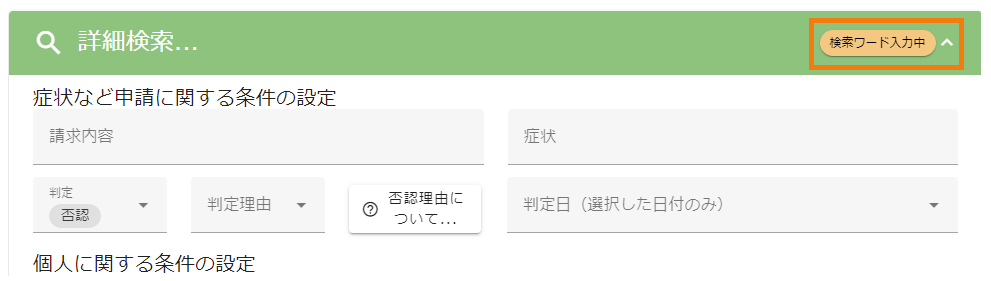 詳細検索...
検索ワード入力中
症状など申請に関する条件の設定
請求内容
症状
判定
否認
判定理由
否認理由に
ついて...
判定日（選択した日付のみ）
個人に関する条件の設定